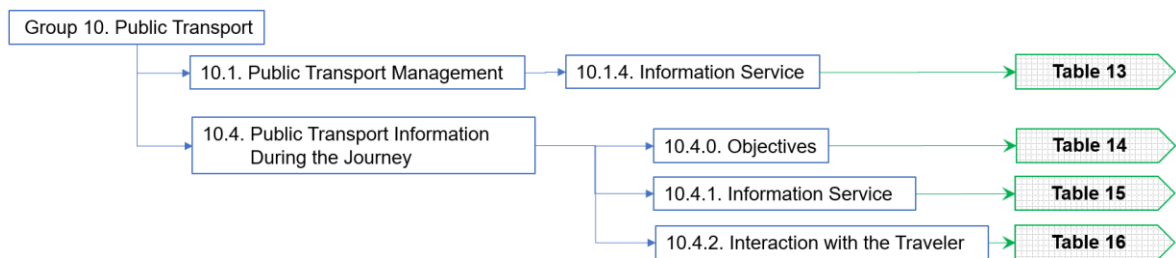 Group 10. Public Transport
10.1. Public Transport Management
10.1.4. Information Service
Table 13
10.4. Public Transport Information
During the Journey
10.4.0. Objectives
Table 14
10.4.1. Information Service
Table 15
10.4.2. Interaction with the Traveler
Table 16